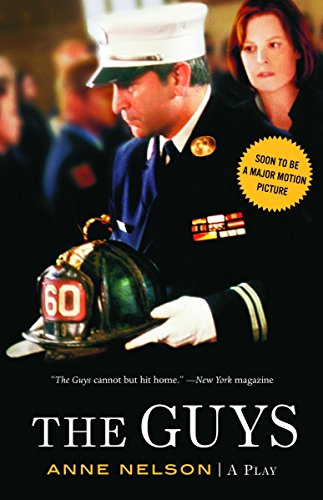 SOON TO BE
A MAJOR MOTION
PICTURE
60
“The Guys cannot but hit home.” —New York magazine
THE GUYS
ANNE NELSON | A PLAY